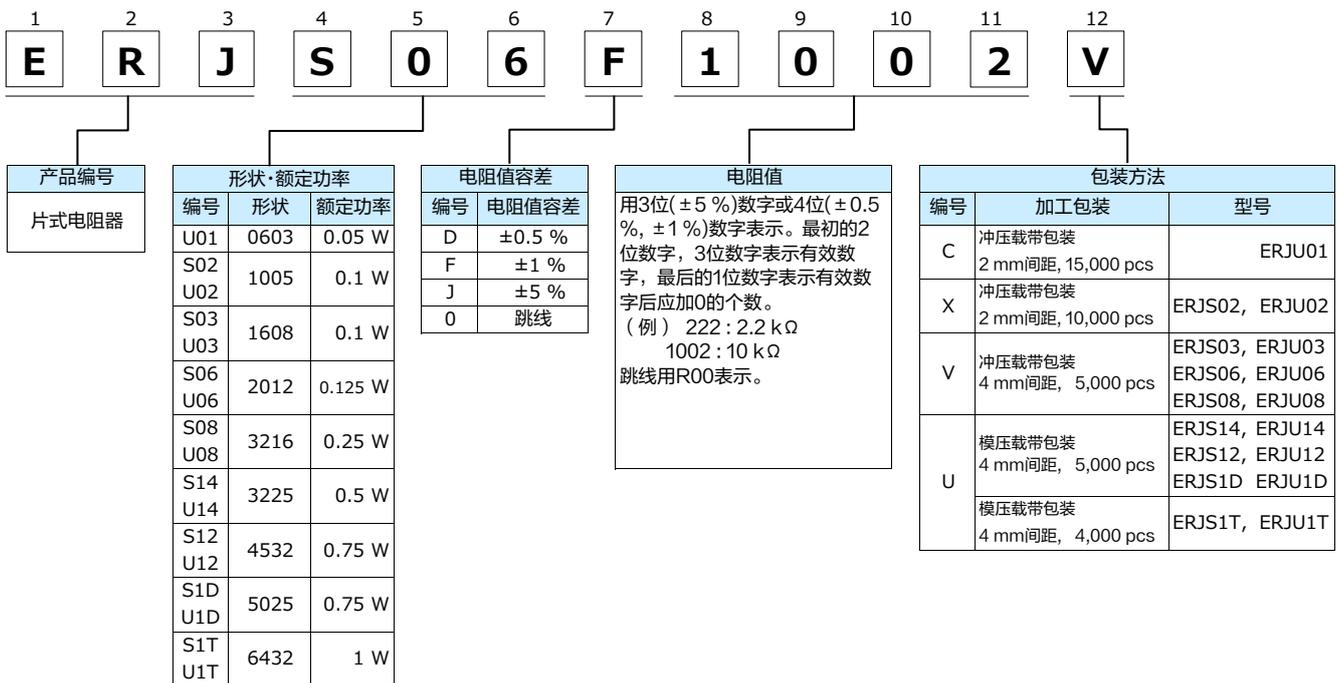 1 2 3 4 5 6 7 8 9 10 11 12
E R J S 0 6 F 1 0 0 2 V
产品编号
片式电阻器
形状·额定功率
编号 形状 额定功率
U01 0603 0.05 W
S02
U02
1005 0.1 W
S03
U03
1608 0.1 W
S06
U06
2012 0.125 W
S08
U08
3216 0.25 W
S14
U14
3225 0.5 W
S12
U12
4532 0.75 W
S1D
U1D
5025 0.75 W
S1T
U1T
6432 1 W
电阻值容差
编号 电阻值容差
D ±0.5 %
F ±1 %
J ±5 %
0 跳线
电阻值
用3位(±5 %)数字或4位(±0.5
%, ±1 %)数字表示。最初的2
位数字，3位数字表示有效数
字，最后的1位数字表示有效数
字后应加0的个数。
（例） 222 : 2.2 kΩ
1002 : 10 kΩ
跳线用R00表示。
包装方法
编号 加工包装 型号
C
冲压载带包装
2 mm间距, 15,000 pcs
ERJU01
X
冲压载带包装
2 mm间距, 10,000 pcs
ERJS02, ERJU02
V
冲压载带包装
4 mm间距, 5,000 pcs
ERJS03, ERJU03
ERJS06, ERJU06
ERJS08, ERJU08
U
模压载带包装
4 mm间距, 5,000 pcs
ERJS14, ERJU14
ERJS12, ERJU12
ERJS1D ERJU1D
模压载带包装
4 mm间距, 4,000 pcs
ERJS1T, ERJU1T